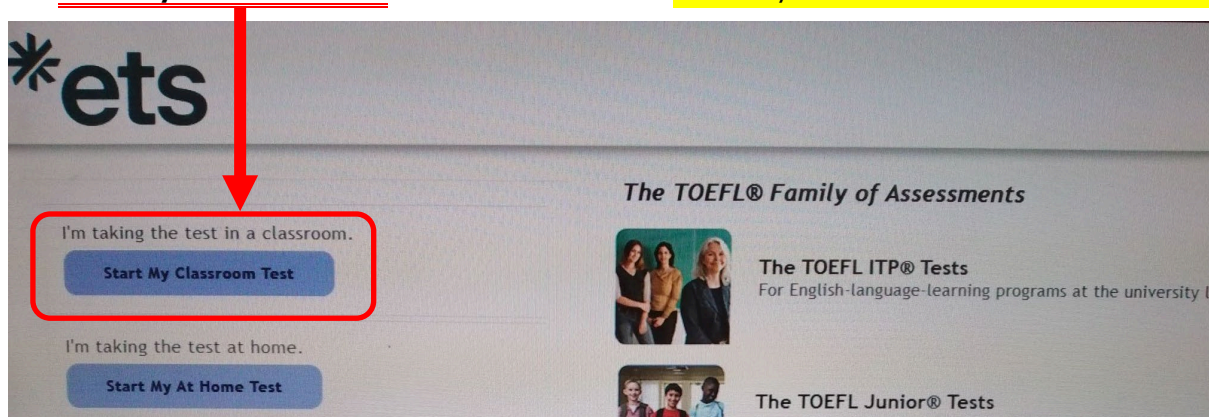 *ets
I'm taking the test in a classroom.
Start My Classroom Test
I'm taking the test at home.
Start My At Home Test
The TOEFL® Family of Assessments
The TOEFL ITP® Tests
For English-language-learning programs at the university
The TOEFL Junior® Tests